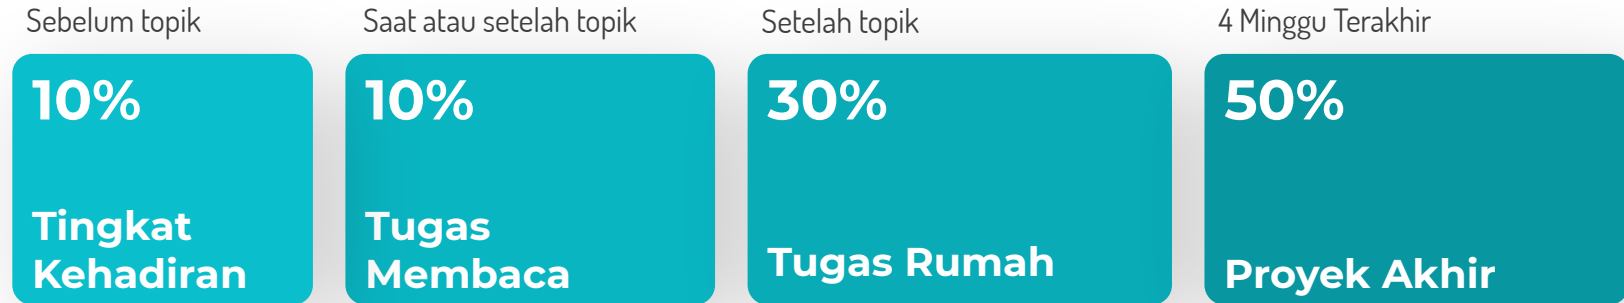 Sebelum topik
10%
Tingkat
Kehadiran
Saat atau setelah topik
10%
Tugas
Membaca
Setelah topik
30%
Tugas Rumah
4 Minggu Terakhir
50%
Proyek Akhir